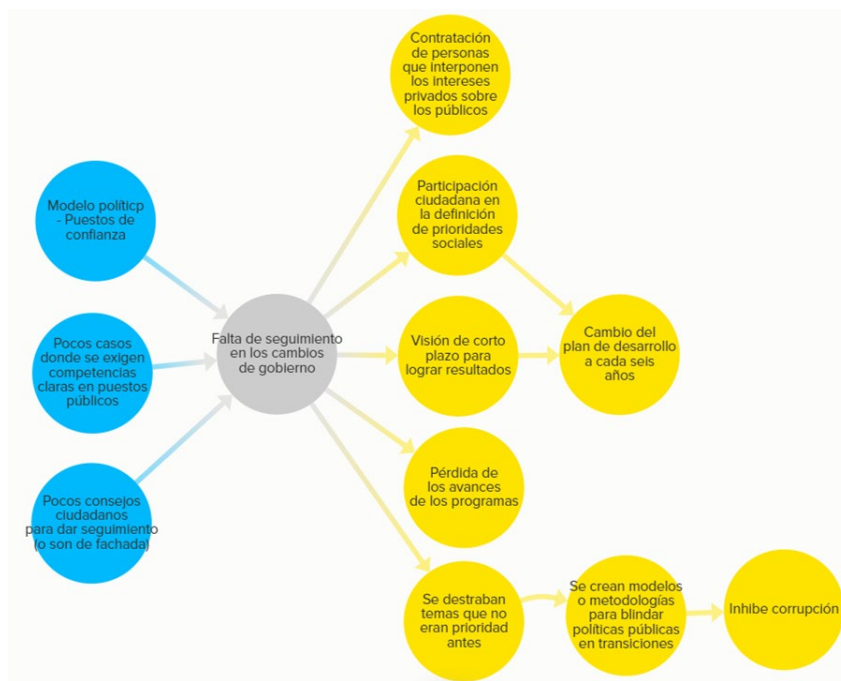 Contratación
de personas
que interponen
los intereses
privados sobre
los públicos
Modelo políticp
- Puestos de
confianza
Participación
ciudadana en
la definición
de prioridades
sociales
Pocos casos
donde se exigen
competencias
claras en puestos
públicos
Falta de seguimiento
en los cambios
de gobierno
Visión de corto
plazo para
lograr resultados
Cambio del
plan de desarrollo
a cada seis
años
Pocos consejos
ciudadanos
para dar seguimiento
(o son de fachada)
Pérdida de
los avances
de los programas
Se destraban
temas que no
eran prioridad
antes
Se crean modelos
o metodologías
para blindar
políticas públicas
en transiciones
Inhibe corrupción